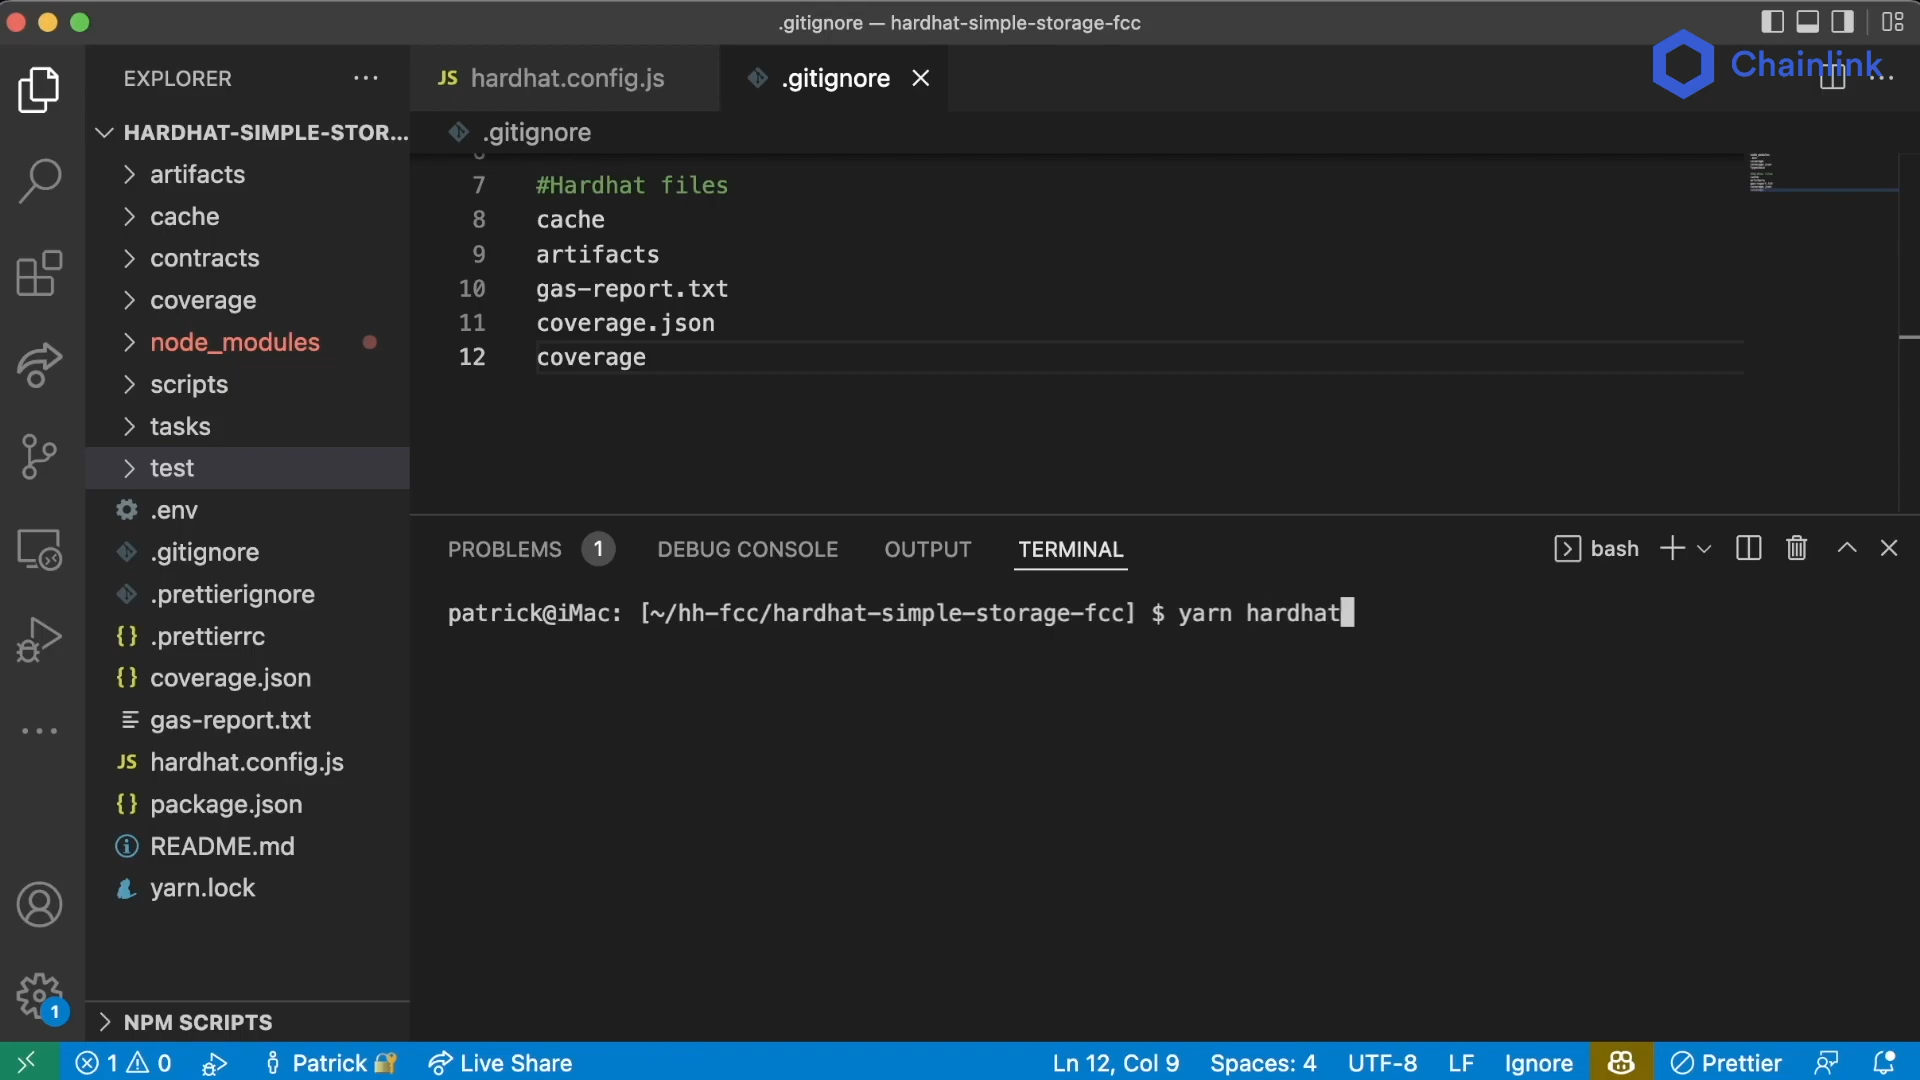 .gitignore — hardhat-simple-storage-fcc
Chainlink
EXPLORER
JS hardhat.config.js
.gitignore
HARDHAT-SIMPLE-STOR...
artifacts
cache
contracts
coverage
node_modules
scripts
tasks
test
.env
.gitignore
.prettierignore
{} .prettierrc
{} coverage.json
gas-report.txt
JS hardhat.config.js
{} package.json
README.md
yarn.lock
NPM SCRIPTS
.gitignore
7 #Hardhat files
8 cache
9 artifacts
10 gas-report.txt
11 coverage.json
12 coverage
PROBLEMS 1 DEBUG CONSOLE OUTPUT TERMINAL
bash
patrick@iMac: [~/hh-fcc/hardhat-simple-storage-fcc] $ yarn hardhat
1
1 0 Patrick Live Share
Ln 12, Col 9 Spaces: 4 UTF-8 LF Ignore Prettier